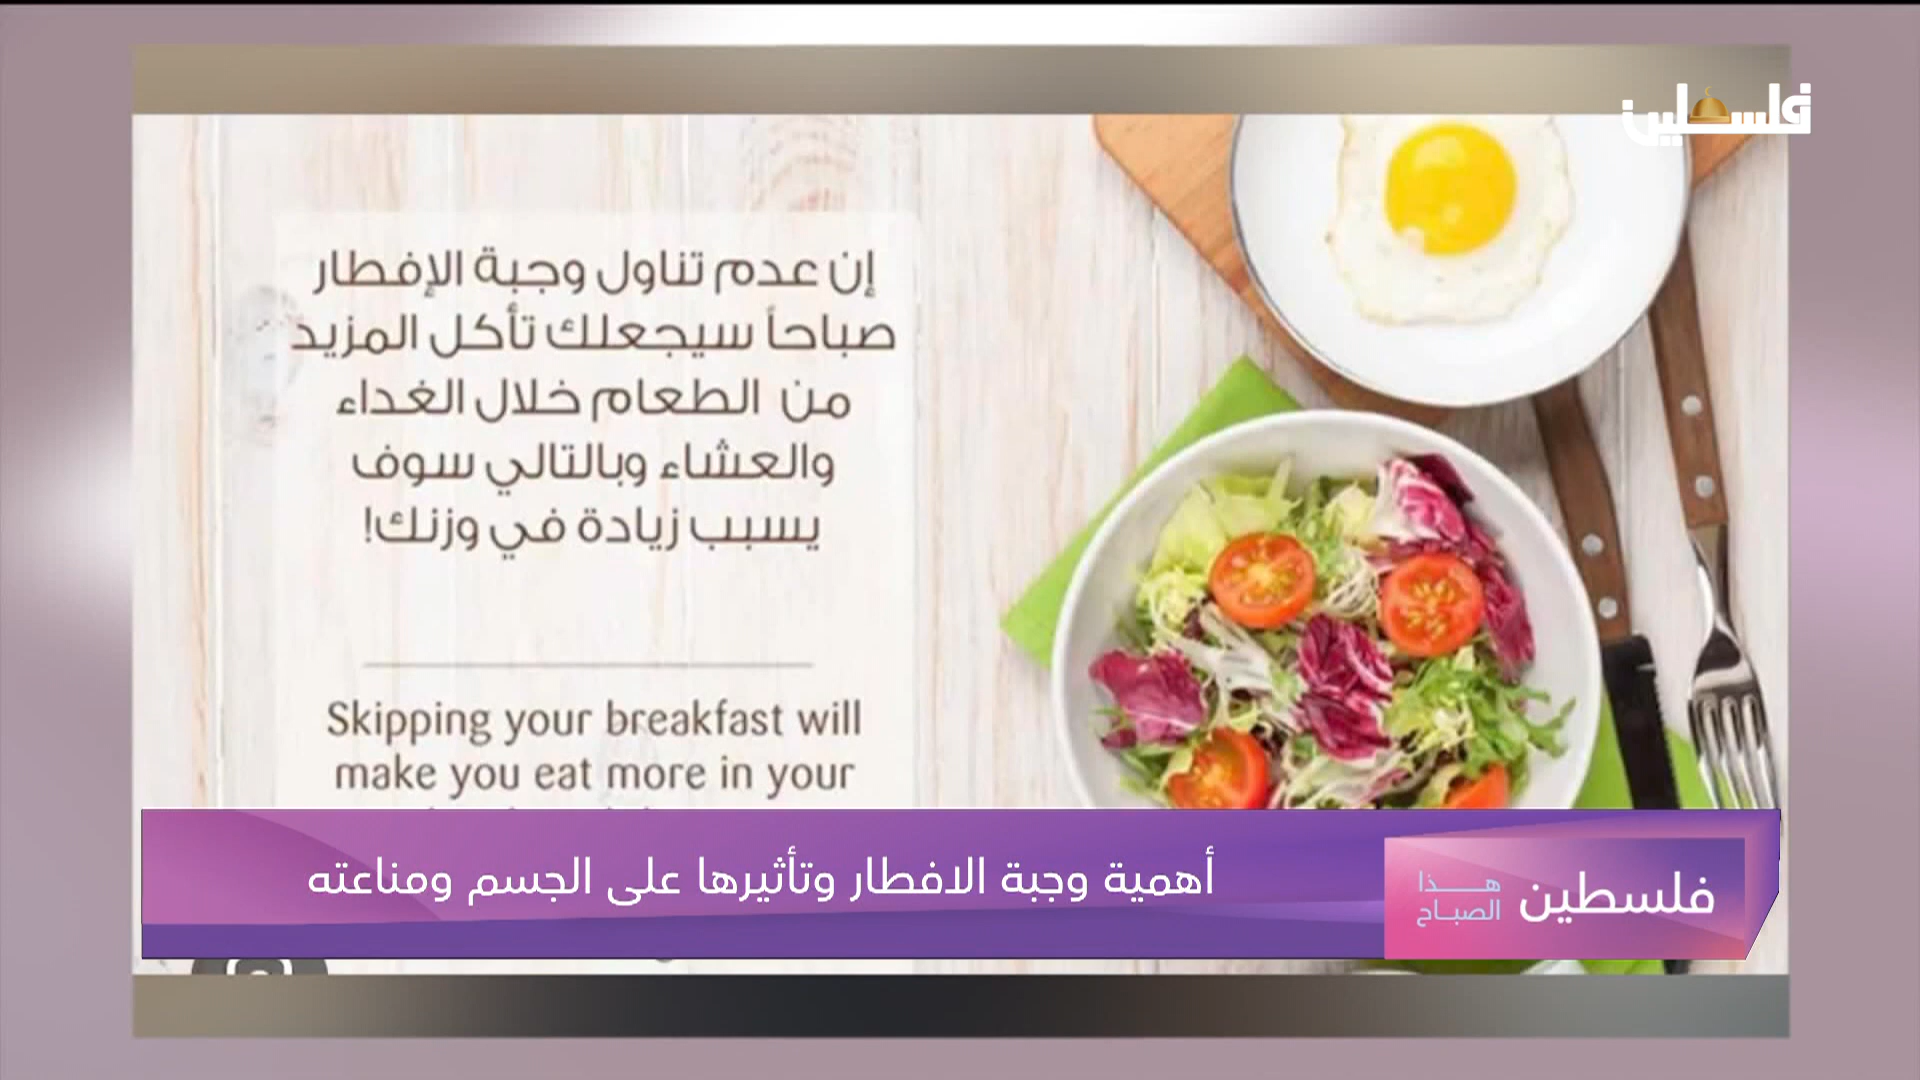 فلسطين
إن عدم تناول وجبة الإفطار
صباحاً سيجعلك تأكل المزيد
من الطعام خلال الغداء
والعشاء وبالتالي سوف
يسبب زيادة في وزنك!
Skipping your breakfast will
make you eat more in your
أهمية وجبة الافطار وتأثيرها على الجسم ومناعته
فلسطين
هذا
الصباح